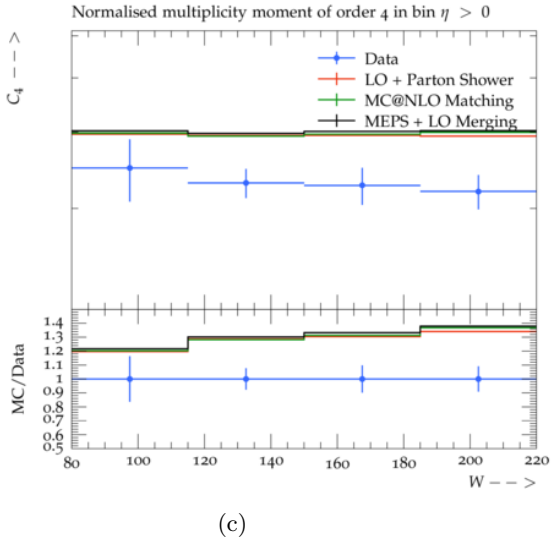 Normalised multiplicity moment of order 4 in bin η > 0
C₄ −−>
Data
LO + Parton Shower
MC@NLO Matching
MEPS + LO Merging
MC/Data
1.4
1.3
1.2
1.1
1
0.9
0.8
0.7
0.6
0.5
80 100 120 140 160 180 200 220
W −−>
(c)